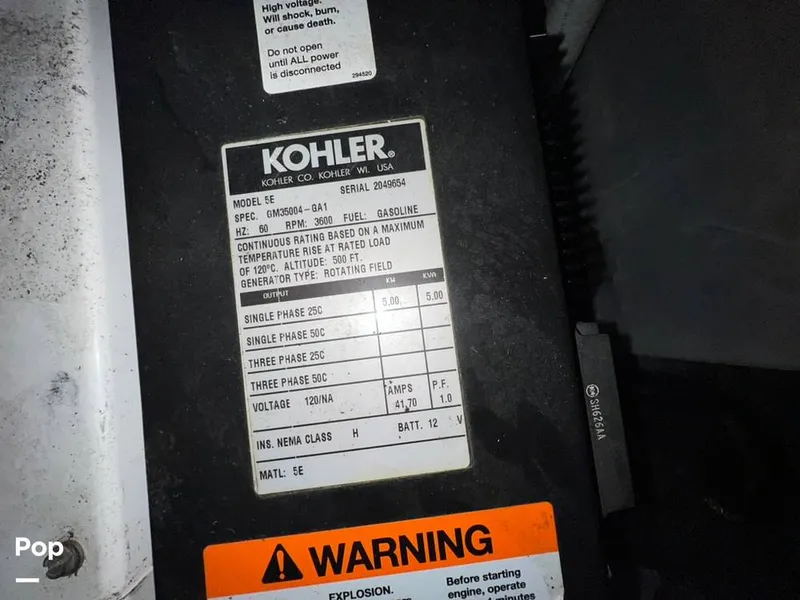 High voltage.
Will shock, burn,
or cause death.
Do not open
until ALL power
is disconnected
294520
KOHLER®
KOHLER CO. KOHLER WI. USA
MODEL 5E SERIAL 2049654
SPEC. GM35004-GA1
HZ: 60 RPM: 3600 FUEL: GASOLINE
CONTINUOUS RATING BASED ON A MAXIMUM
TEMPERATURE RISE AT RATED LOAD
OF 120°C. ALTITUDE: 500 FT.
GENERATOR TYPE: ROTATING FIELD
OUTPUT KW KVA
SINGLE PHASE 25C 5.00 5.00
SINGLE PHASE 50C
THREE PHASE 25C
THREE PHASE 50C
VOLTAGE 120/NA AMPS 41.70 P.F. 1.0
INS. NEMA CLASS H BATT. 12 V
MATL: 5E
SH626AA
WARNING
EXPLOSION.
Before starting
engine, operate
minutes
Pop